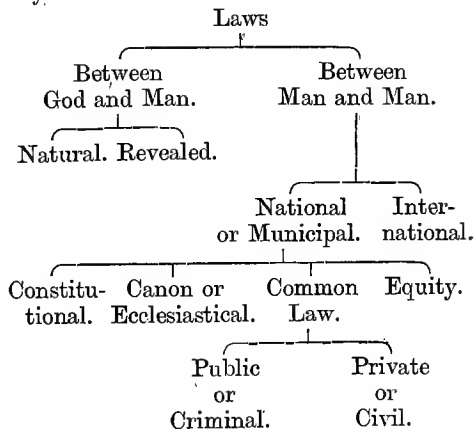 Laws
Between Between
God and Man. Man and Man.
Natural. Revealed.
National Inter-
or Municipal. national.
Constitu- Canon or Common Equity.
tional. Ecclesiastical. Law.
Public Private
or or
Criminal. Civil.